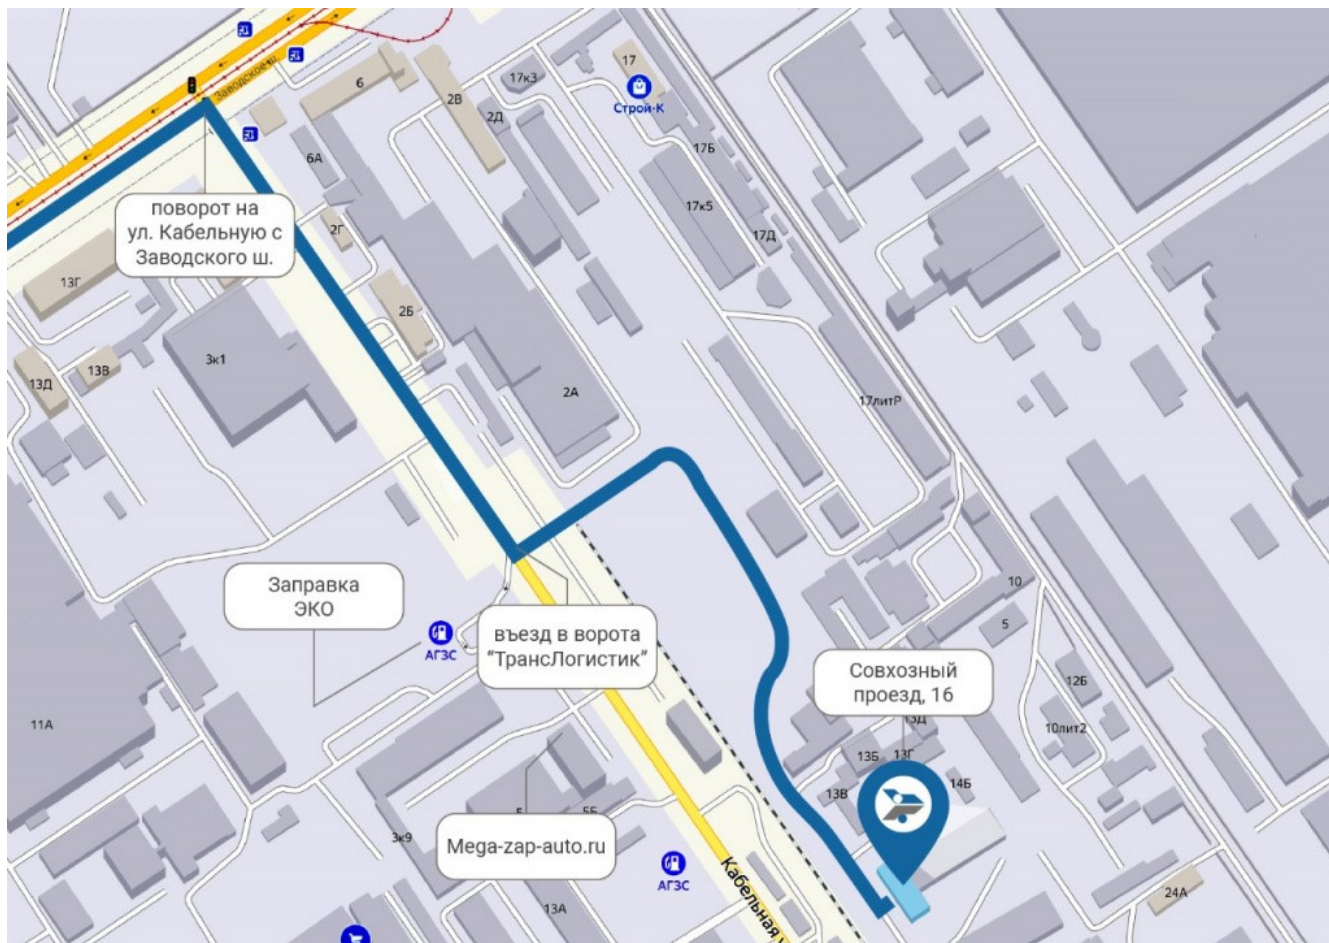 Заводское ш.
6
2В
17к3
17
Строй-К
2Д
6А
17Б
поворот на
ул. Кабельную с
Заводского ш.
17к5
2Г
17Д
13Г
2Б
3к1
13Д
13В
2А
17литР
Заправка
ЭКО
10
5
АГЗС
въезд в ворота
"ТрансЛогистик"
Совхозный
проезд, 16
12Б
11А
13Д
10лит2
13Б
13Г
14Б
13В
5Б
3к9
Mega-zap-auto.ru
АГЗС
Кабельная
24А
13А